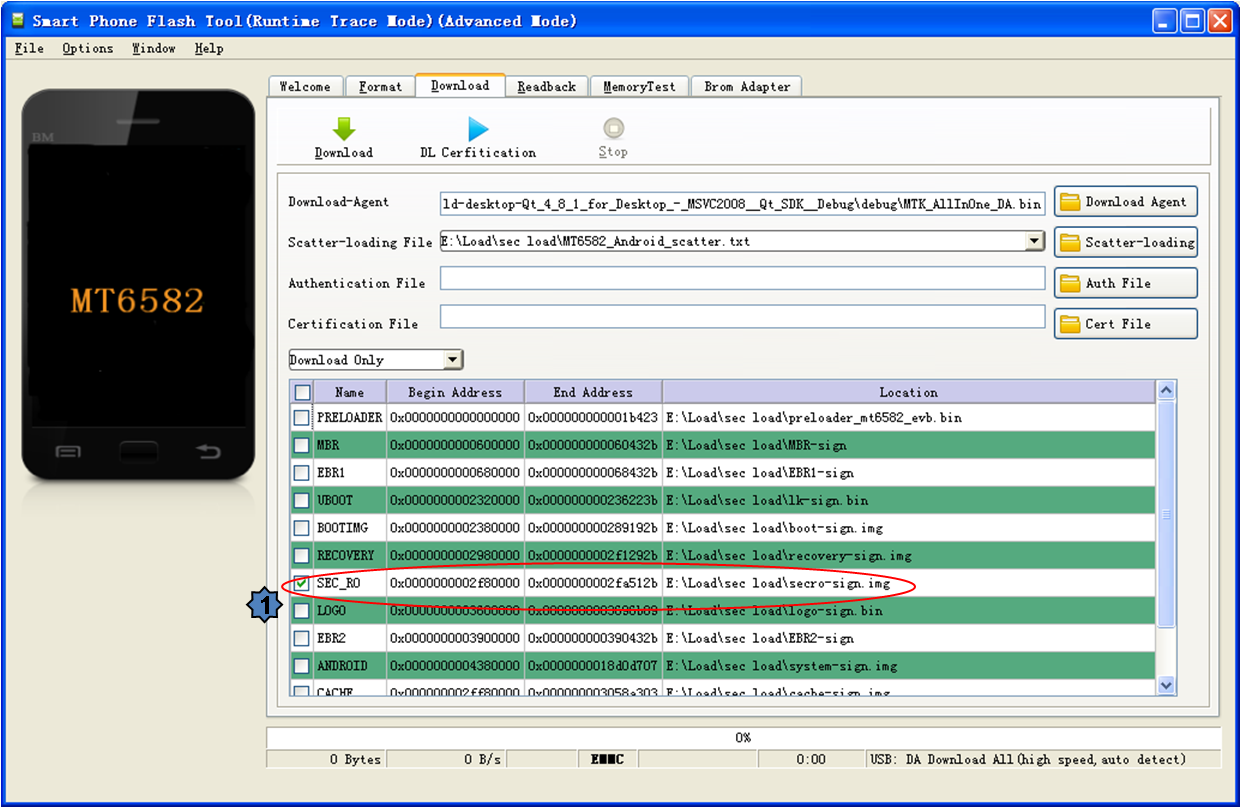 Smart Phone Flash Tool(Runtime Trace Mode)(Advanced Mode)
File Options Window Help
Welcome Format Download Readback MemoryTest Brom Adapter
BM
Download DL Cerfitication Stop
Download-Agent ld-desktop-Qt_4_8_1_for_Desktop_-_MSVC2008__Qt_SDK__Debug\debug\MTK_AllInOne_DA.bin Download Agent
Scatter-loading File E:\Load\sec load\MT6582_Android_scatter.txt Scatter-loading
Authentication File Auth File
MT6582
Certification File Cert File
Download Only
Name Begin Address End Address Location
PRELOADER 0x0000000000000000 0x000000000001b423 E:\Load\sec load\preloader_mt6582_evb.bin
MBR 0x0000000000600000 0x000000000060432b E:\Load\sec load\MBR-sign
EBR1 0x0000000000680000 0x000000000068432b E:\Load\sec load\EBR1-sign
UBOOT 0x0000000002320000 0x000000000236223b E:\Load\sec load\lk-sign.bin
BOOTIMG 0x0000000002380000 0x000000000289192b E:\Load\sec load\boot-sign.img
RECOVERY 0x0000000002980000 0x0000000002f1292b E:\Load\sec load\recovery-sign.img
SEC_RO 0x0000000002f80000 0x0000000002fa512b E:\Load\sec load\secro-sign.img
1
LOGO 0x0000000003600000 0x0000000003696b89 E:\Load\sec load\logo-sign.bin
EBR2 0x0000000003900000 0x000000000390432b E:\Load\sec load\EBR2-sign
ANDROID 0x0000000004380000 0x0000000018d0d707 E:\Load\sec load\system-sign.img
CACHE 0x000000002ff80000 0x000000003058a303 E:\Load\sec load\cache-sign.img
0%
0 Bytes 0 B/s 0:00 USB: DA Download All(high speed,auto detect)